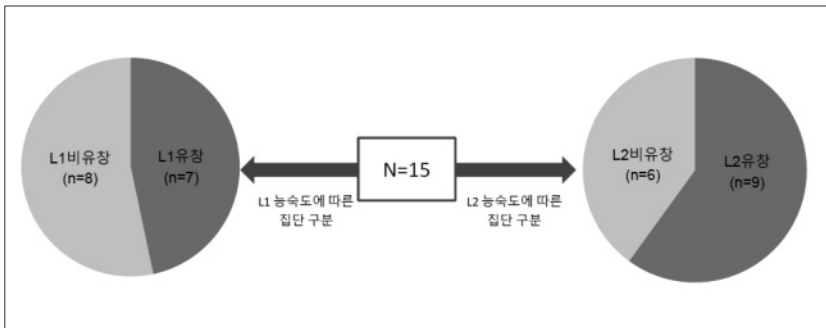 L1비유창
(n=8)
L1유창
(n=7)
N=15
L1 능숙도에 따른
집단 구분
L2 능숙도에 따른
집단 구분
L2비유창
(n=6)
L2유창
(n=9)